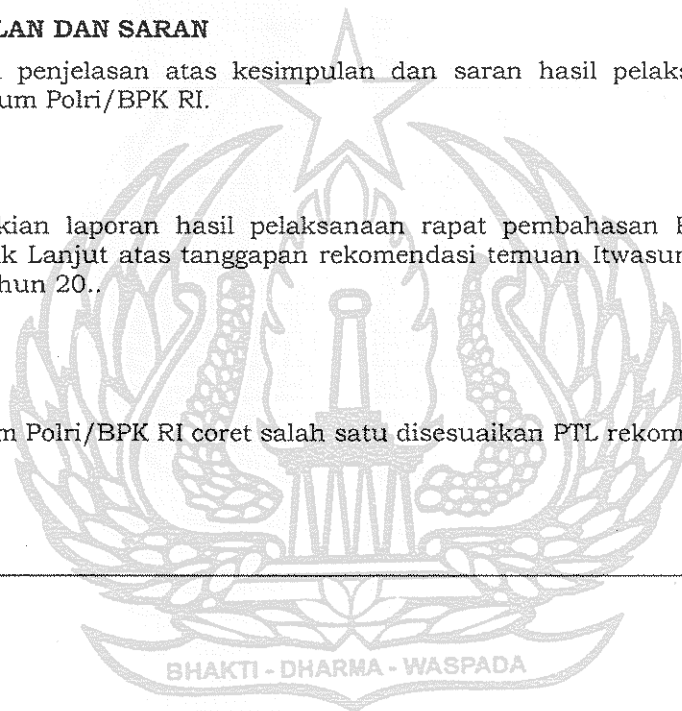 LAN DAN SARAN
penjelasan atas kesimpulan dan saran hasil pelaks
um Polri/BPK RI.
kian laporan hasil pelaksanaan rapat pembahasan
k Lanjut atas tanggapan rekomendasi temuan Itwasun
hun 20..
m Polri/BPK RI coret salah satu disesuaikan PTL rekom
BHAKTI - DHARMA - WASPADA